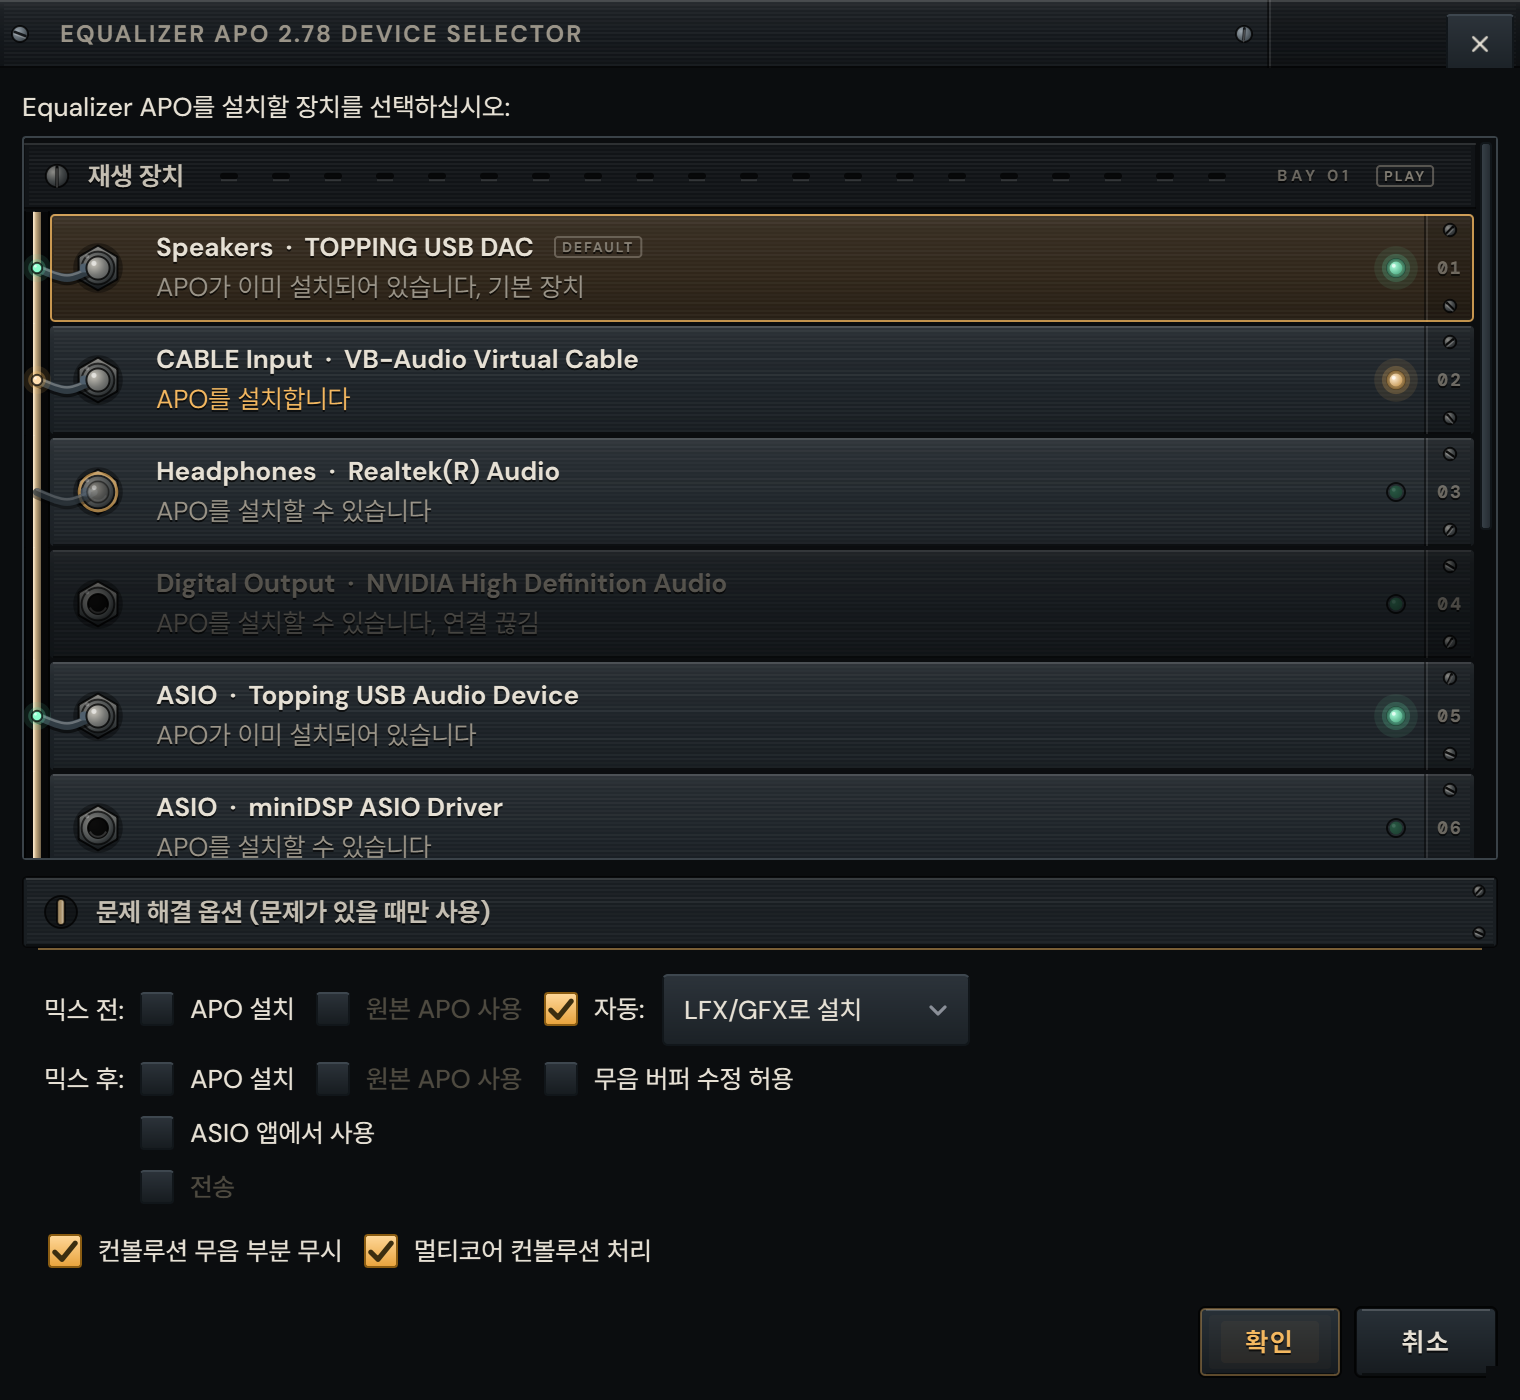 EQUALIZER APO 2.78 DEVICE SELECTOR
Equalizer APO를 설치할 장치를 선택하십시오:
재생 장치 BAY 01 PLAY
Speakers · TOPPING USB DAC DEFAULT
APO가 이미 설치되어 있습니다, 기본 장치
01
CABLE Input · VB-Audio Virtual Cable
APO를 설치합니다
02
Headphones · Realtek(R) Audio
APO를 설치할 수 있습니다
03
Digital Output · NVIDIA High Definition Audio
APO를 설치할 수 있습니다, 연결 끊김
04
ASIO · Topping USB Audio Device
APO가 이미 설치되어 있습니다
05
ASIO · miniDSP ASIO Driver
APO를 설치할 수 있습니다
06
문제 해결 옵션 (문제가 있을 때만 사용)
믹스 전: APO 설치 원본 APO 사용 자동: LFX/GFX로 설치
믹스 후: APO 설치 원본 APO 사용 무음 버퍼 수정 허용
ASIO 앱에서 사용
전송
컨볼루션 무음 부분 무시 멀티코어 컨볼루션 처리
확인 취소